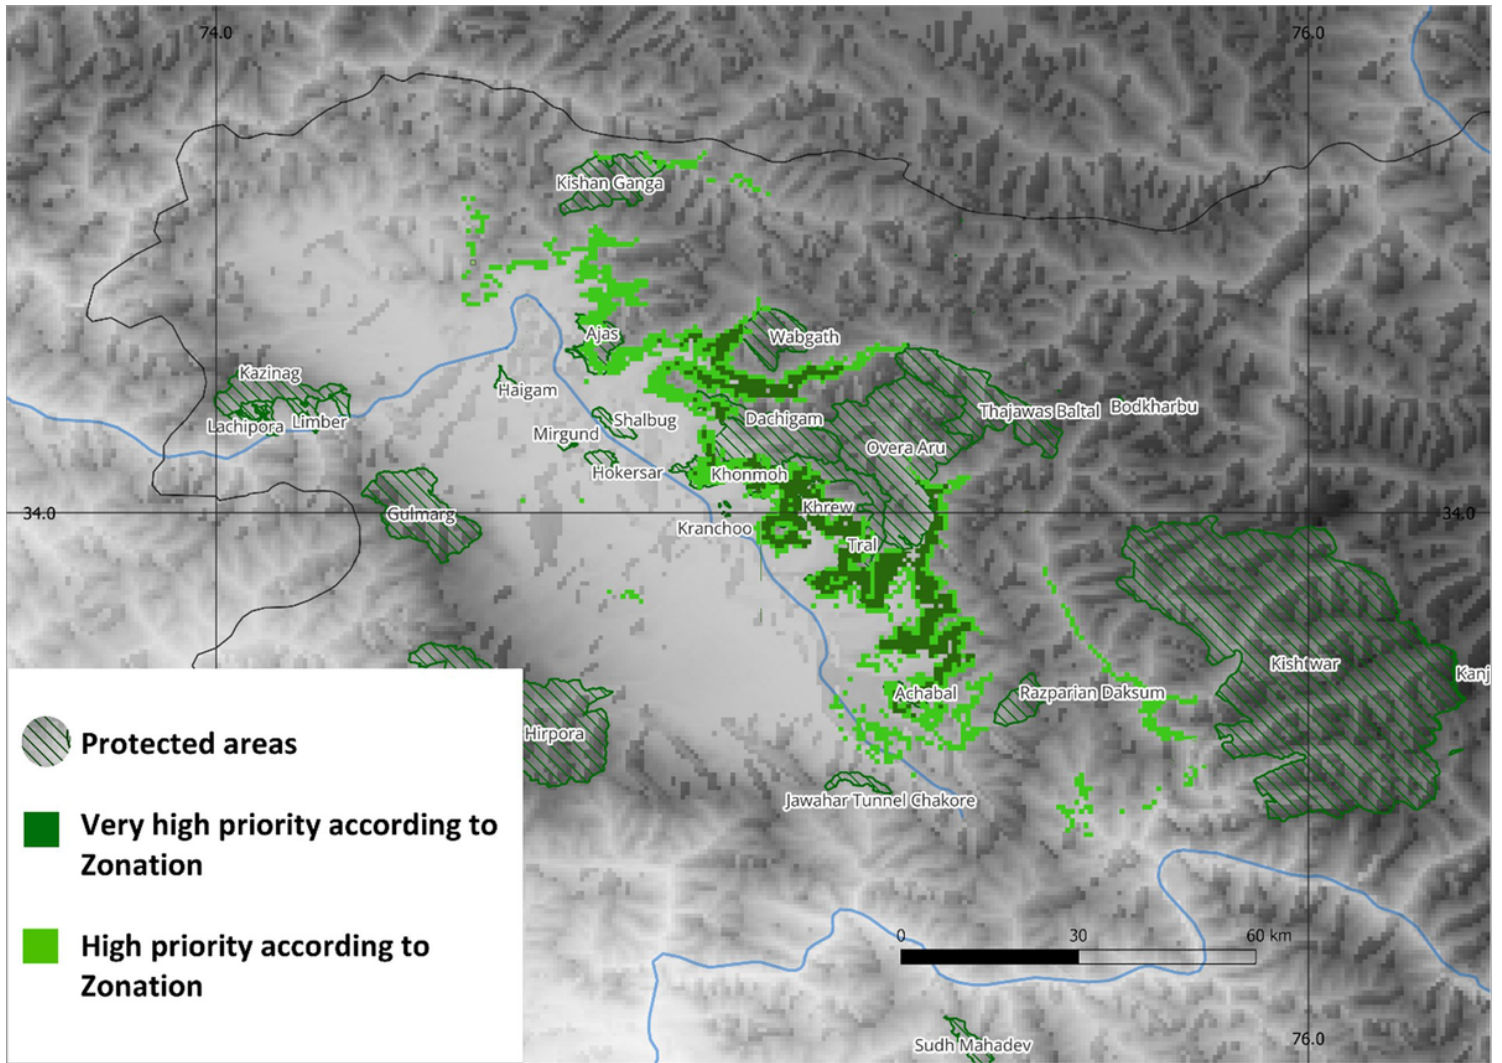 74.0
76.0
Kishan Ganga
Ajas
Wabgath
Kazinag
Haigam
Lachipora
Limber
Shalbug
Mirgund
Hokersar
Dachigam
Thajawas Baltal
Bodkharbu
Overa Aru
Khonmoh
Gulmarg
Kranchoo
Khrew
Tral
34.0
34.0
Kishtwar
Kanj
Achabal
Razparian Daksum
Hirpora
Jawahar Tunnel Chakore
Protected areas
Very high priority according to
Zonation
High priority according to
Zonation
0
30
60 km
Sudh Mahadev
76.0